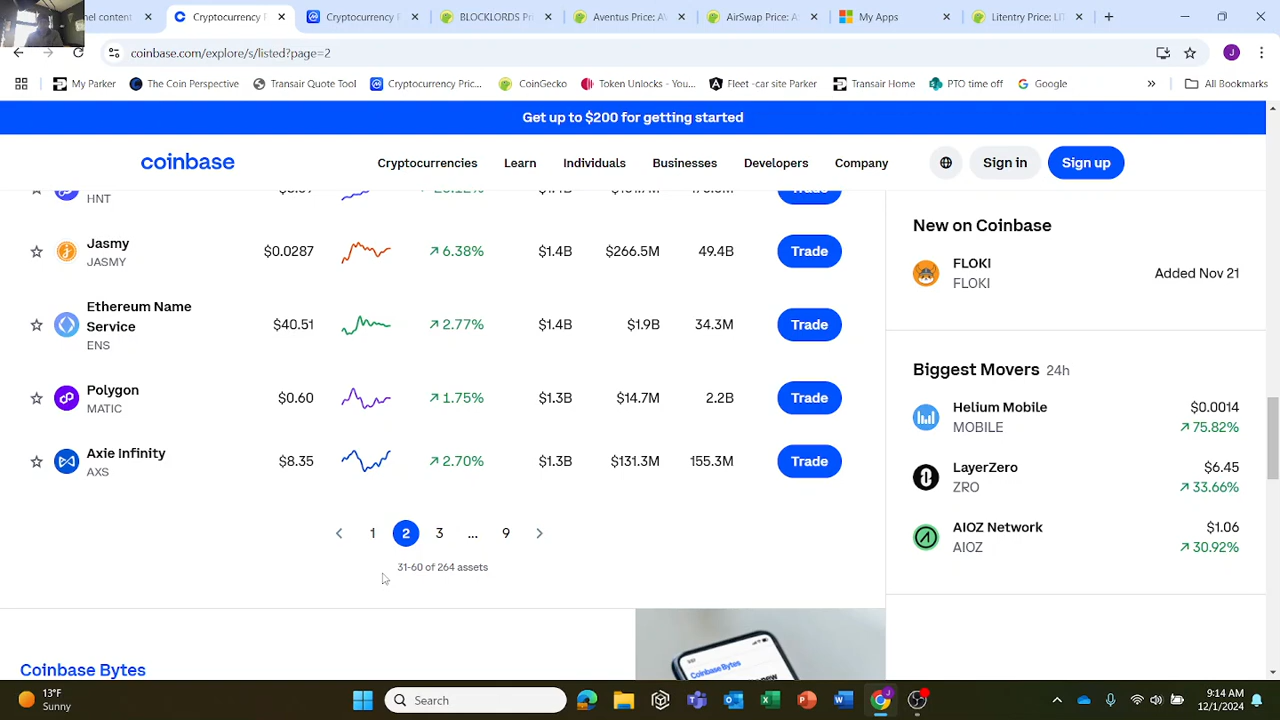 nel content
Cryptocurrency P
Cryptocurrency P
BLOCKLORDS P
Aventus Price: A
AirSwap Price: A
My Apps
Litentry Price: LI
coinbase.com/explore/s/listed?page=2
J
My Parker
The Coin Perspective
Transair Quote Tool
Cryptocurrency Pric...
CoinGecko
Token Unlocks - You...
Fleet -car site Parker
Transair Home
PTO time off
Google
»
All Bookmarks
Get up to $200 for getting started
coinbase
Cryptocurrencies
Learn
Individuals
Businesses
Developers
Company
Sign in
Sign up
HNT
Jasmy
JASMY
$0.0287
↗ 6.38%
$1.4B
$266.5M
49.4B
Trade
Ethereum Name
Service
ENS
$40.51
↗ 2.77%
$1.4B
$1.9B
34.3M
Trade
Polygon
MATIC
$0.60
↗ 1.75%
$1.3B
$14.7M
2.2B
Trade
Axie Infinity
AXS
$8.35
↗ 2.70%
$1.3B
$131.3M
155.3M
Trade
1 2 3 ... 9
31-60 of 264 assets
New on Coinbase
FLOKI
FLOKI
Added Nov 21
Biggest Movers 24h
Helium Mobile
MOBILE
$0.0014
↗ 75.82%
LayerZero
ZRO
$6.45
↗ 33.66%
AIOZ Network
AIOZ
$1.06
↗ 30.92%
Coinbase Bytes
Coinbase Bytes
13°F
Sunny
Search
9:14 AM
12/1/2024